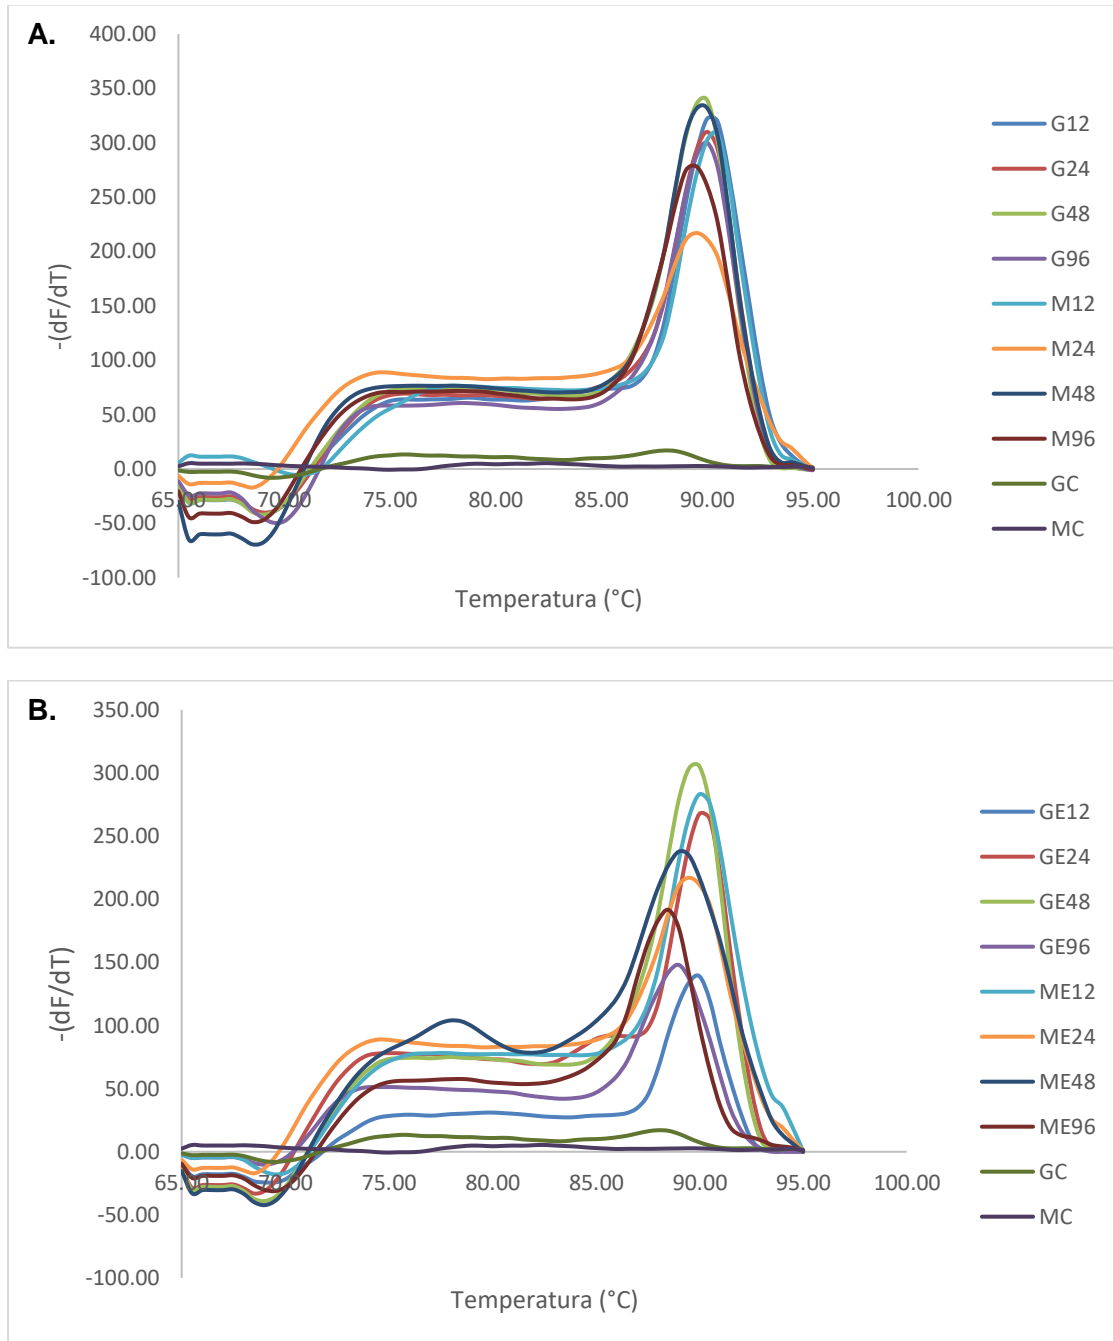 A.
400.00
350.00
300.00
250.00
200.00
150.00
100.00
50.00
0.00
-50.00
-100.00
-(dF/dT)
65.00 70.00 75.00 80.00 85.00 90.00 95.00 100.00
Temperatura (°C)
G12
G24
G48
G96
M12
M24
M48
M96
GC
MC
B.
350.00
300.00
250.00
200.00
150.00
100.00
50.00
0.00
-50.00
-100.00
-(dF/dT)
65.00 70.00 75.00 80.00 85.00 90.00 95.00 100.00
Temperatura (°C)
GE12
GE24
GE48
GE96
ME12
ME24
ME48
ME96
GC
MC